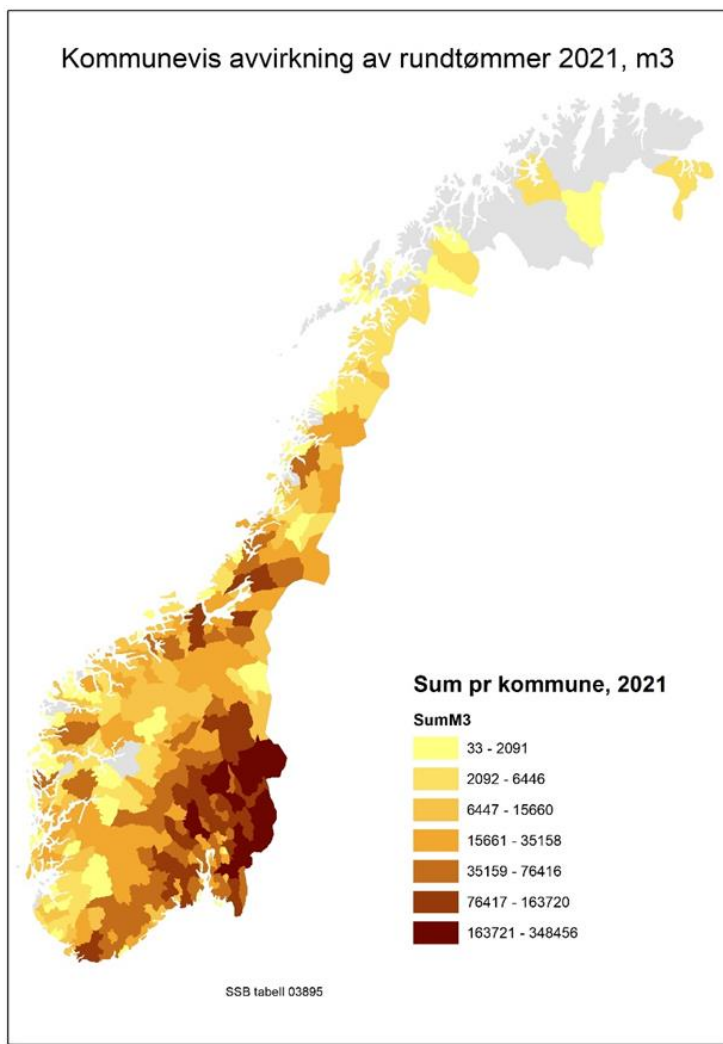 Kommunevis avvirkning av rundtømmer 2021, m3
Sum pr kommune, 2021
SumM3
33 - 2091
2092 - 6446
6447 - 15660
15661 - 35158
35159 - 76416
76417 - 163720
163721 - 348456
SSB tabell 03895